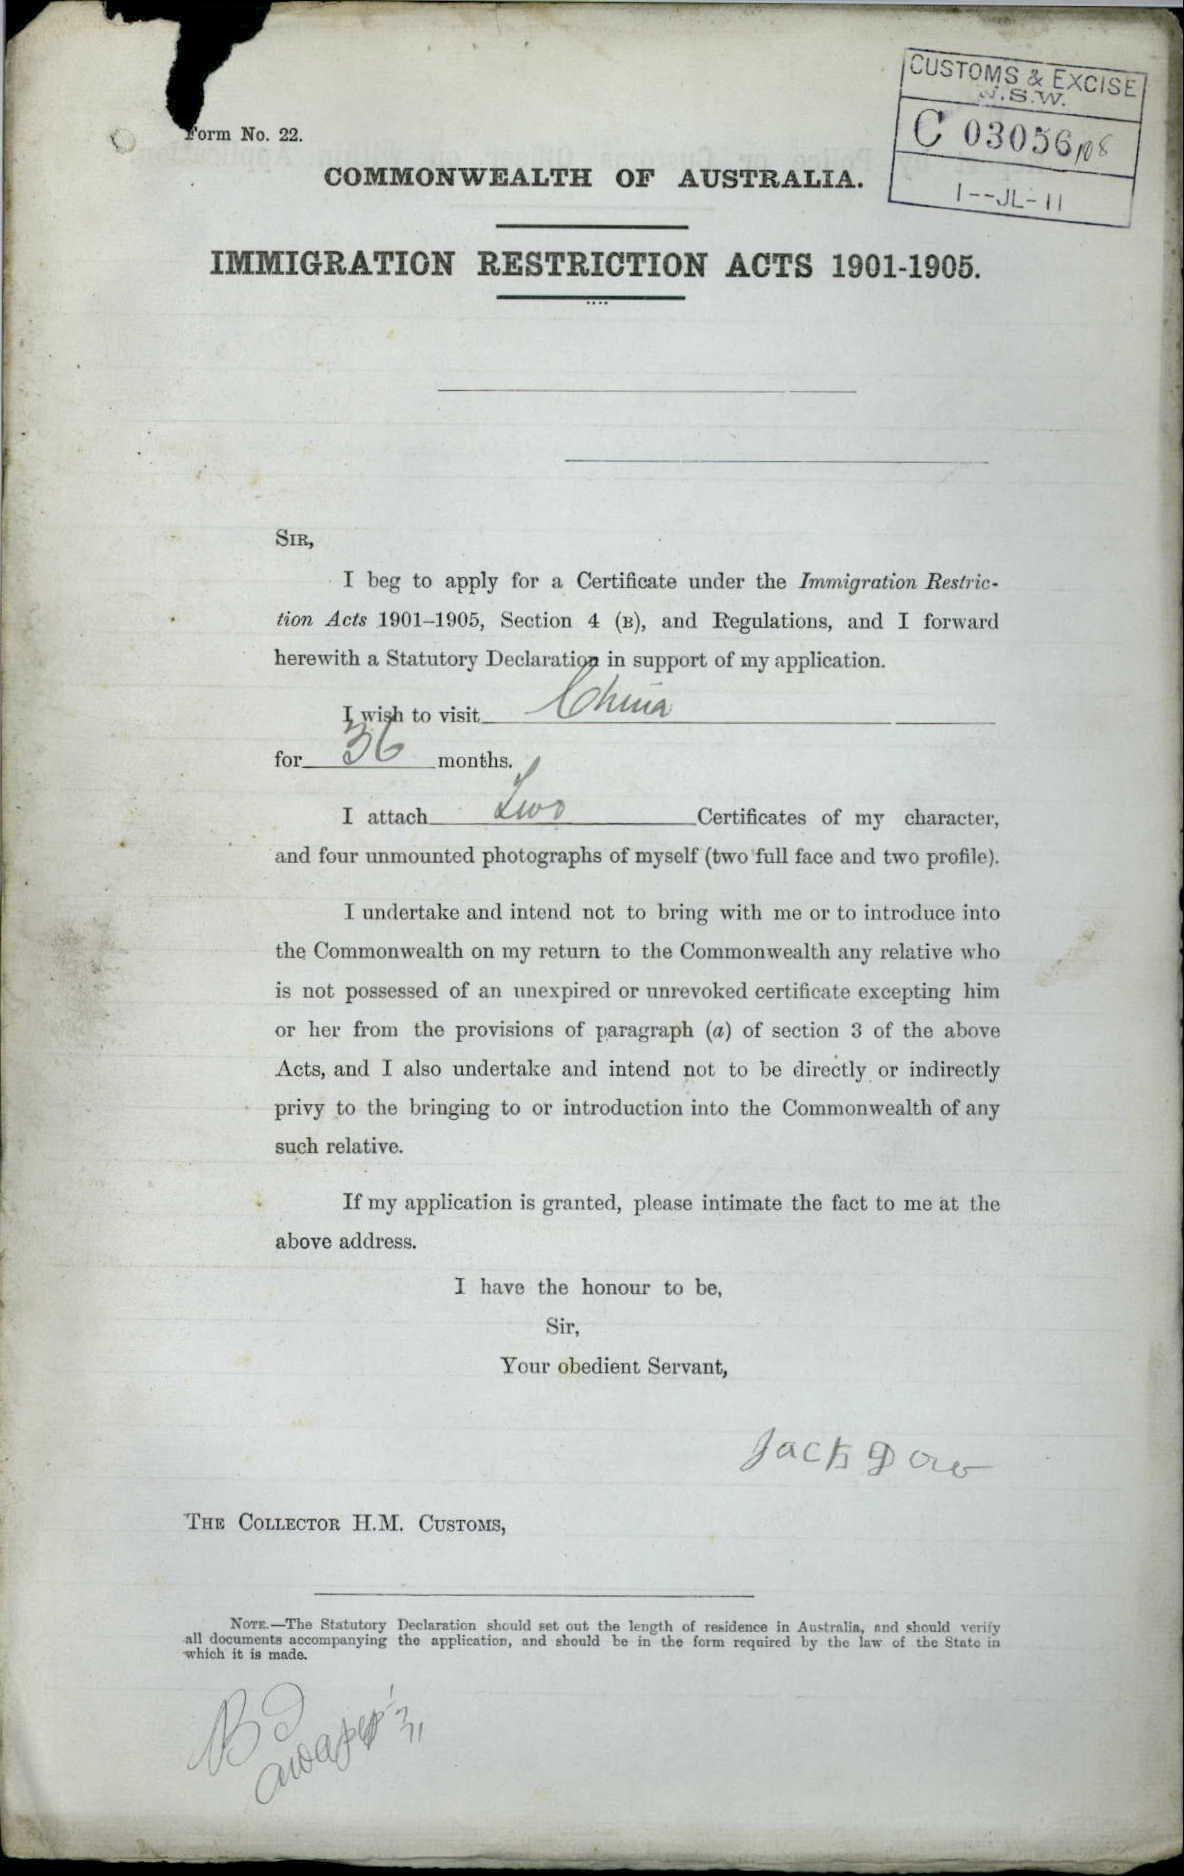 CUSTOMS & EXCISE
N.S.W.
C 03056
1--JL-11
Form No. 22.
COMMONWEALTH OF AUSTRALIA.
IMMIGRATION RESTRICTION ACTS 1901-1905.
SIR,
I beg to apply for a Certificate under the Immigration Restric-
tion Acts 1901–1905, Section 4 (B), and Regulations, and I forward
herewith a Statutory Declaration in support of my application.
I wish to visit China
for 36 months.
I attach Two Certificates of my character,
and four unmounted photographs of myself (two full face and two profile).
I undertake and intend not to bring with me or to introduce into
the Commonwealth on my return to the Commonwealth any relative who
is not possessed of an unexpired or unrevoked certificate excepting him
or her from the provisions of paragraph (a) of section 3 of the above
Acts, and I also undertake and intend not to be directly or indirectly
privy to the bringing to or introduction into the Commonwealth of any
such relative.
If my application is granted, please intimate the fact to me at the
above address.
I have the honour to be,
Sir,
Your obedient Servant,
Jack Dow
THE COLLECTOR H.M. CUSTOMS,
NOTE.—The Statutory Declaration should set out the length of residence in Australia, and should verify
all documents accompanying the application, and should be in the form required by the law of the State in
which it is made.